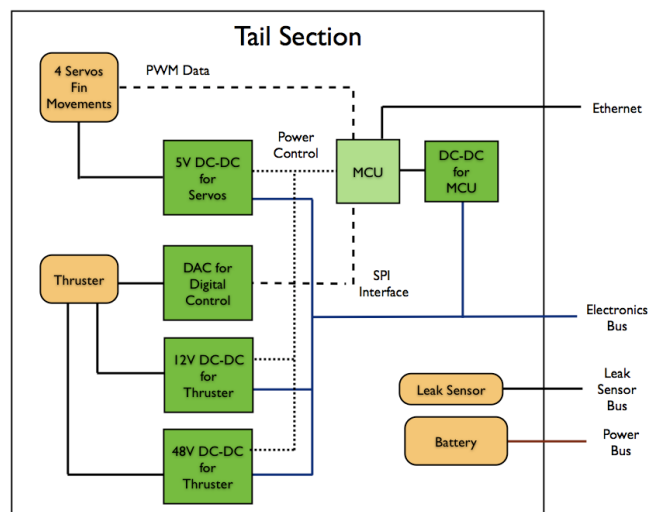 Tail Section
4 Servos
Fin
Movements
PWM Data
Ethernet
Power
Control
5V DC-DC
for
Servos
MCU
DC-DC
for
MCU
Thruster
DAC for
Digital
Control
SPI
Interface
Electronics
Bus
12V DC-DC
for
Thruster
Leak Sensor
Leak
Sensor
Bus
48V DC-DC
for
Thruster
Battery
Power
Bus